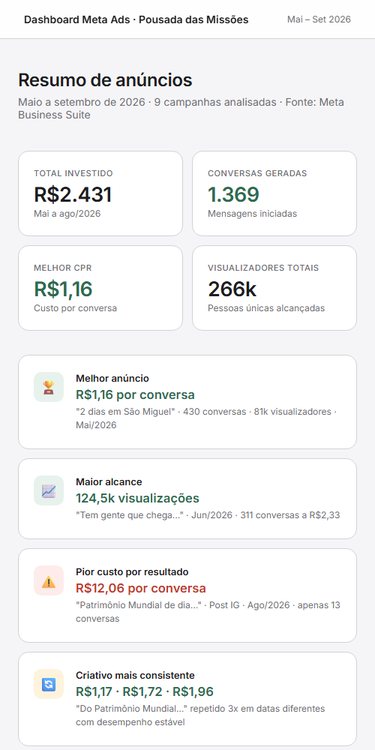 Dashboard Meta Ads · Pousada das Missões
Mai – Set 2026
Resumo de anúncios
Maio a setembro de 2026 · 9 campanhas analisadas · Fonte: Meta
Business Suite
TOTAL INVESTIDO
R$2.431
Mai a ago/2026
CONVERSAS GERADAS
1.369
Mensagens iniciadas
MELHOR CPR
R$1,16
Custo por conversa
VISUALIZADORES TOTAIS
266k
Pessoas únicas alcançadas
Melhor anúncio
R$1,16 por conversa
"2 dias em São Miguel" · 430 conversas · 81k visualizadores ·
Mai/2026
Maior alcance
124,5k visualizações
"Tem gente que chega..." · Jun/2026 · 311 conversas a R$2,33
Pior custo por resultado
R$12,06 por conversa
"Patrimônio Mundial de dia..." · Post IG · Ago/2026 · apenas 13
conversas
Criativo mais consistente
R$1,17 · R$1,72 · R$1,96
"Do Patrimônio Mundial..." repetido 3x em datas diferentes
com desempenho estável